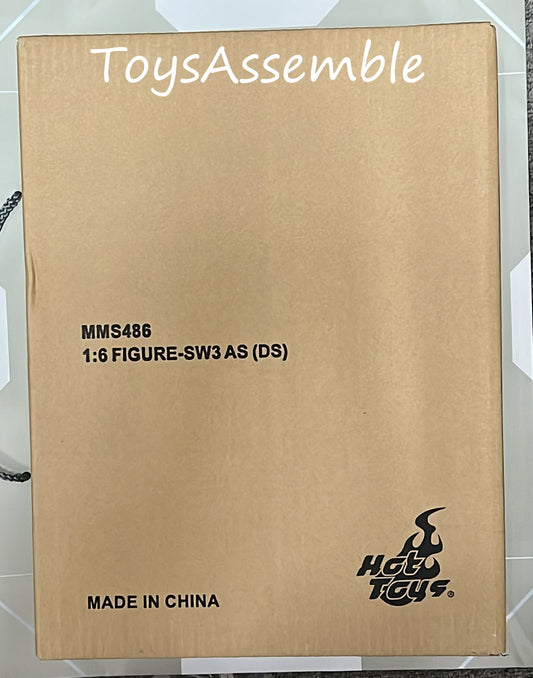 ToysAssemble
MMS486
1:6 FIGURE-SW3 AS (DS)
Hot
Toys®
MADE IN CHINA